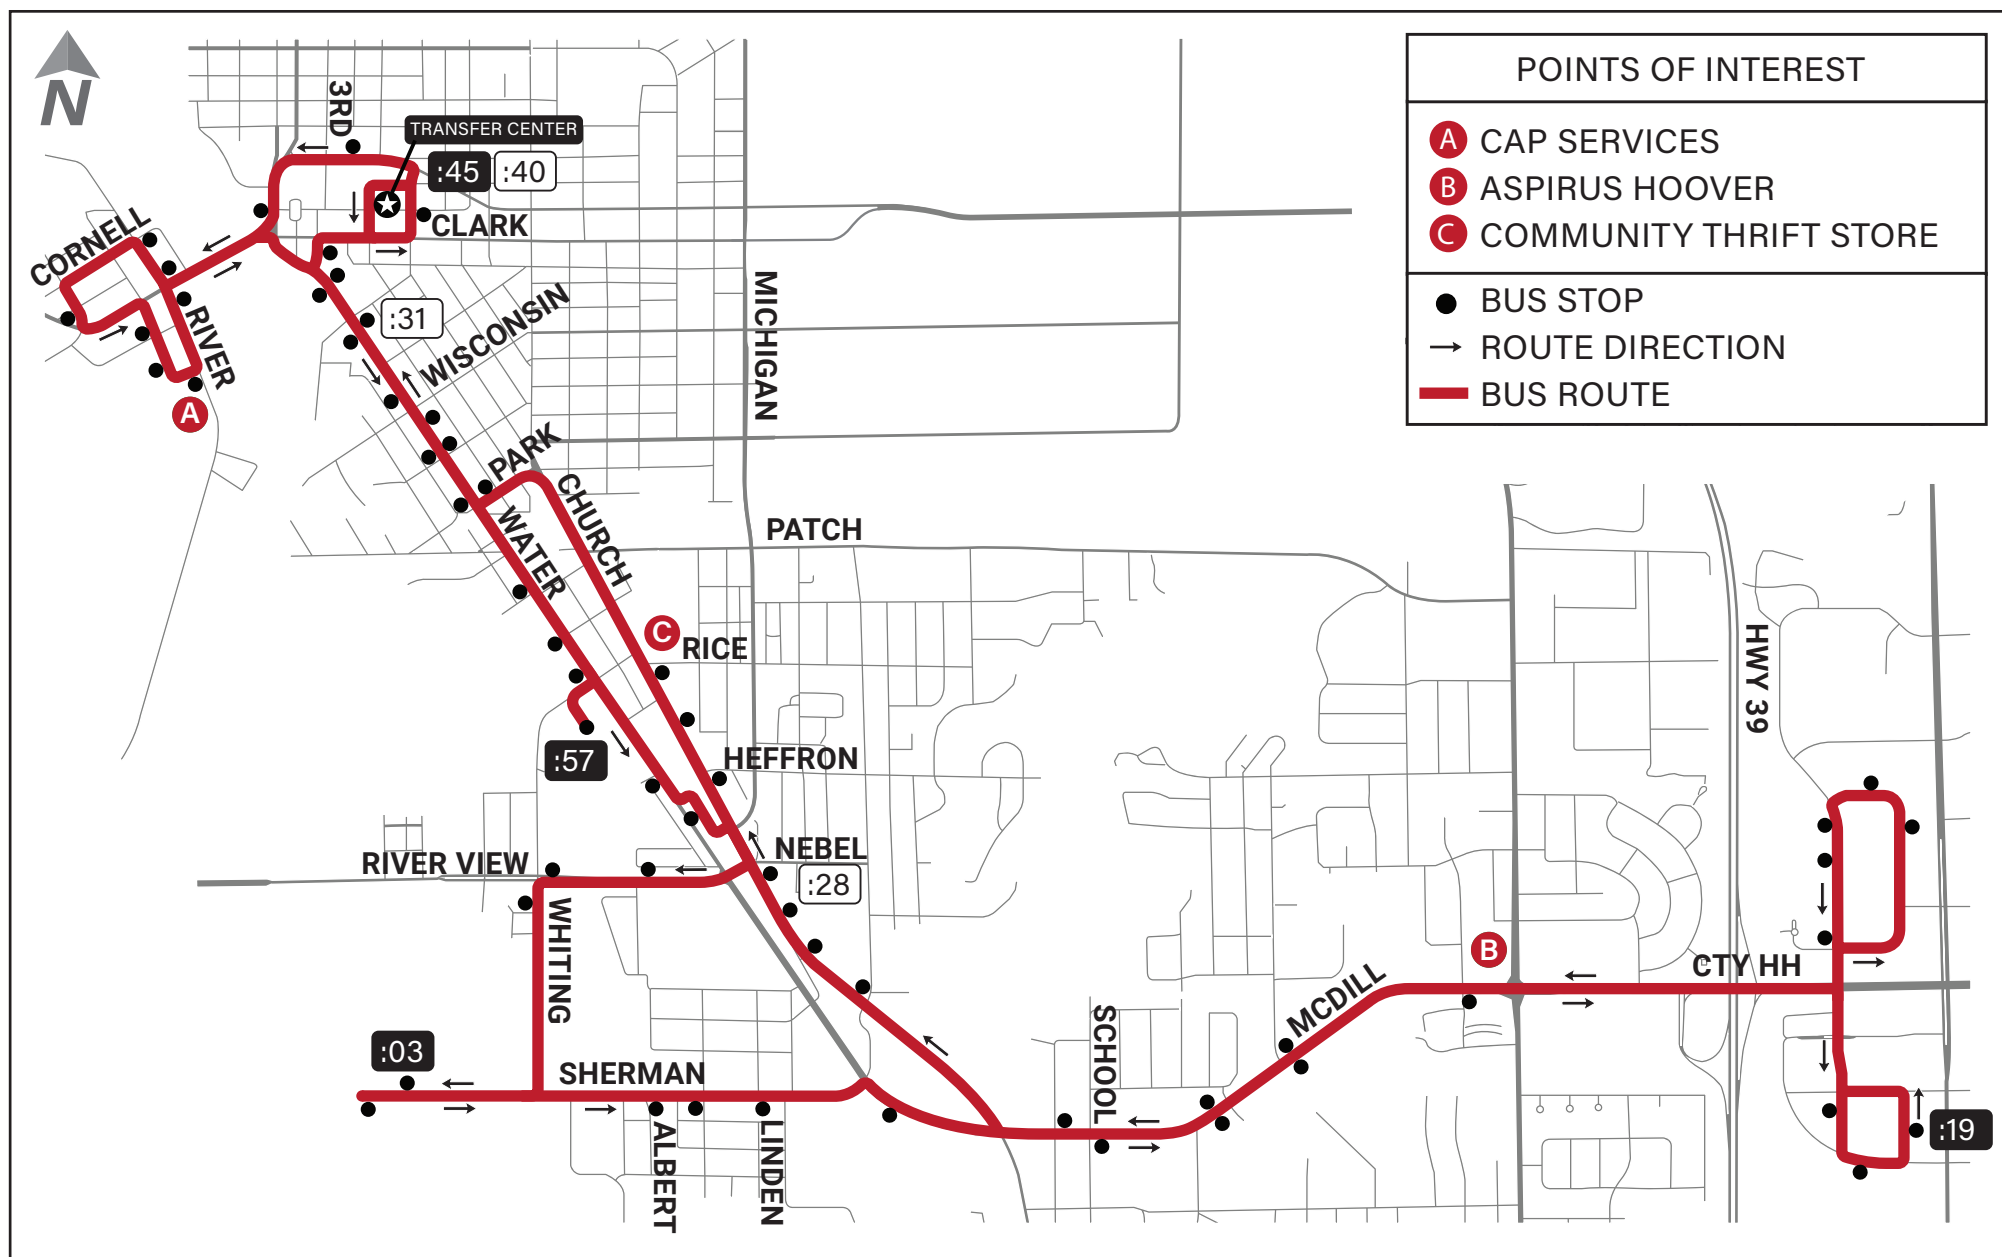 N
3RD
TRANSFER CENTER
:45
:40
CLARK
CORNELL
RIVER
A
:31
WISCONSIN
MICHIGAN
PARK
CHURCH
WATER
PATCH
C
RICE
HWY 39
:57
HEFFRON
NEBEL
:28
RIVER VIEW
WHITING
B
CTY HH
MCDILL
SCHOOL
:03
SHERMAN
ALBERT
LINDEN
:19
POINTS OF INTEREST
A CAP SERVICES
B ASPIRUS HOOVER
C COMMUNITY THRIFT STORE
BUS STOP
ROUTE DIRECTION
BUS ROUTE